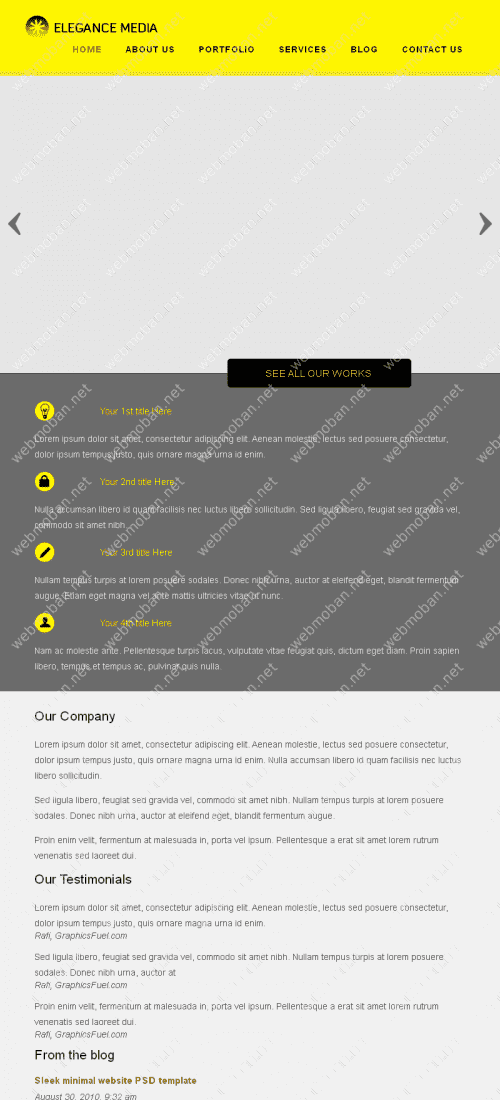 ELEGANCE MEDIA
HOME ABOUT US PORTFOLIO SERVICES BLOG CONTACT US
SEE ALL OUR WORKS
Your 1st title Here
Lorem ipsum dolor sit amet, consectetur adipiscing elit. Aenean molestie, lectus sed posuere consectetur,
dolor ipsum tempus justo, quis ornare magna urna id enim.
Your 2nd title Here
Nulla accumsan libero id quam facilisis nec luctus libero sollicitudin. Sed ligula libero, feugiat sed gravida vel,
commodo sit amet nibh.
Your 3rd title Here
Nullam tempus turpis at lorem posuere sodales. Donec nibh urna, auctor at eleifend eget, blandit fermentum
augue. Etiam eget magna vel ante mattis ultricies vitae ut nunc.
Your 4th title Here
Nam ac molestie ante. Pellentesque turpis lacus, vulputate vitae feugiat quis, dictum eget diam. Proin sapien
libero, tempus et tempus ac, pulvinar quis nulla.
Our Company
Lorem ipsum dolor sit amet, consectetur adipiscing elit. Aenean molestie, lectus sed posuere consectetur,
dolor ipsum tempus justo, quis ornare magna urna id enim. Nulla accumsan libero id quam facilisis nec luctus
libero sollicitudin.
Sed ligula libero, feugiat sed gravida vel, commodo sit amet nibh. Nullam tempus turpis at lorem posuere
sodales. Donec nibh urna, auctor at eleifend eget, blandit fermentum augue.
Proin enim velit, fermentum at malesuada in, porta vel ipsum. Pellentesque a erat sit amet lorem rutrum
venenatis sed laoreet dui.
Our Testimonials
Lorem ipsum dolor sit amet, consectetur adipiscing elit. Aenean molestie, lectus sed posuere consectetur,
dolor ipsum tempus justo, quis ornare magna urna id enim.
Rafi, GraphicsFuel.com
Sed ligula libero, feugiat sed gravida vel, commodo sit amet nibh. Nullam tempus turpis at lorem posuere
sodales. Donec nibh urna, auctor at
Rafi, GraphicsFuel.com
Proin enim velit, fermentum at malesuada in, porta vel ipsum. Pellentesque a erat sit amet lorem rutrum
venenatis sed laoreet dui.
Rafi, GraphicsFuel.com
From the blog
Sleek minimal website PSD template
August 30, 2010, 9:32 am
webmoban.net